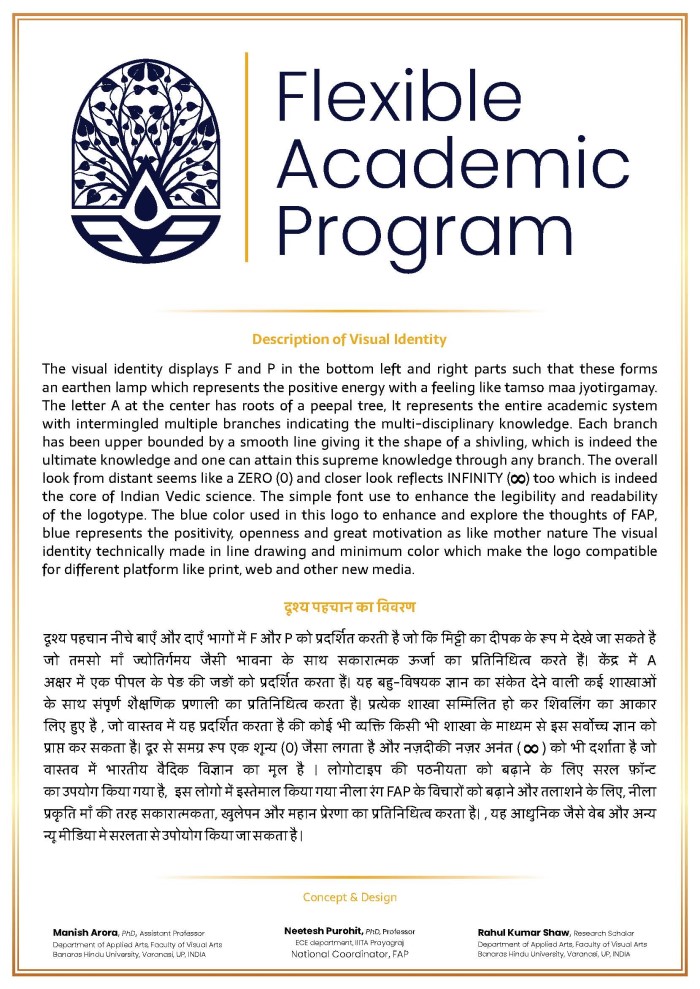 Flexible
Academic
Program
Description of Visual Identity
The visual identity displays F and P in the bottom left and right parts such that these forms
an earthen lamp which represents the positive energy with a feeling like tamso maa jyotirgamay.
The letter A at the center has roots of a peepal tree, It represents the entire academic system
with intermingled multiple branches indicating the multi-disciplinary knowledge. Each branch
has been upper bounded by a smooth line giving it the shape of a shivling, which is indeed the
ultimate knowledge and one can attain this supreme knowledge through any branch. The overall
look from distant seems like a ZERO (0) and closer look reflects INFINITY (∞) too which is indeed
the core of Indian Vedic science. The simple font use to enhance the legibility and readability
of the logotype. The blue color used in this logo to enhance and explore the thoughts of FAP,
blue represents the positivity, openness and great motivation as like mother nature The visual
identity technically made in line drawing and minimum color which make the logo compatible
for different platform like print, web and other new media.
दृश्य पहचान का विवरण
दृश्य पहचान नीचे बाएँ और दाएँ भागों में F और P को प्रदर्शित करती है जो कि मिट्टी का दीपक के रूप मे देखे जा सकते है
जो तमसो माँ ज्योतिर्गमय जैसी भावना के साथ सकारात्मक ऊर्जा का प्रतिनिधित्व करते हैं। केंद्र में A
अक्षर में एक पीपल के पेङ की जङों को प्रदर्शित करता हैं। यह बहु-विषयक ज्ञान का संकेत देने वाली कई शाखाओं
के साथ संपूर्ण शैक्षणिक प्रणाली का प्रतिनिधित्व करता है। प्रत्येक शाखा सम्मिलित हो कर शिवलिंग का आकार
लिए हुए है , जो वास्तव में यह प्रदर्शित करता है की कोई भी व्यक्ति किसी भी शाखा के माध्यम से इस सर्वोच्च ज्ञान को
प्राप्त कर सकता है। दूर से समग्र रूप एक शून्य (0) जैसा लगता है और नज़दीकी नज़र अनंत ( ∞ ) को भी दर्शाता है जो
वास्तव में भारतीय वैदिक विज्ञान का मूल है । लोगोटाइप की पठनीयता को बढ़ाने के लिए सरल फ़ॉन्ट
का उपयोग किया गया है, इस लोगो में इस्तेमाल किया गया नीला रंग FAP के विचारों को बढ़ाने और तलाशने के लिए, नीला
प्रकृति माँ की तरह सकारात्मकता, खुलेपन और महान प्रेरणा का प्रतिनिधित्व करता है। , यह आधुनिक जैसे वेब और अन्य
न्यू मीडिया मे सरलता से उपोयोग किया जा सकता है ।
Concept & Design
Manish Arora, PhD, Assistant Professor
Department of Applied Arts, Faculty of Visual Arts
Banaras Hindu University, Varanasi, UP, INDIA
Neetesh Purohit, PhD, Professor
ECE department, IIITA Prayagraj
National Coordinator, FAP
Rahul Kumar Shaw, Research Scholar
Department of Applied Arts, Faculty of Visual Arts
Banaras Hindu University, Varanasi, UP, INDIA